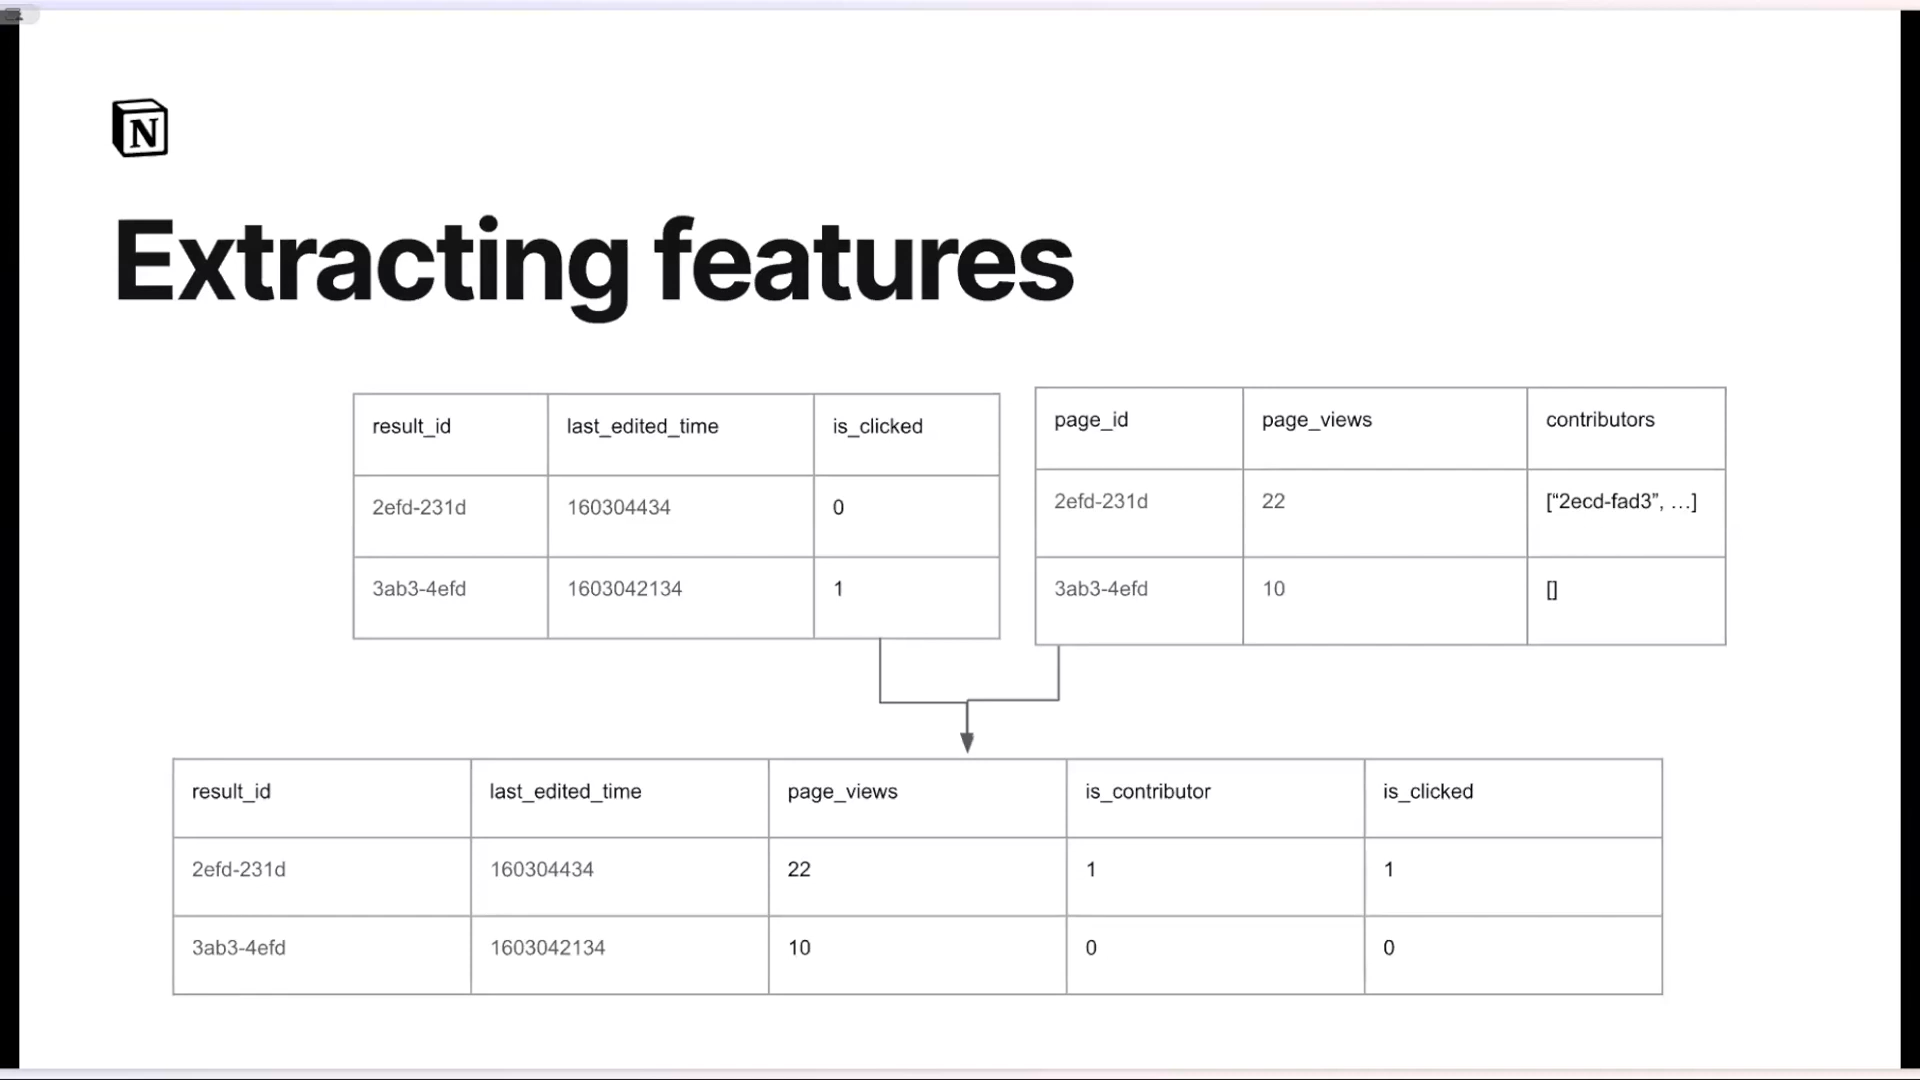 N
Extracting features
result_id last_edited_time is_clicked
2efd-231d 160304434 0
3ab3-4efd 1603042134 1
page_id page_views contributors
2efd-231d 22 [“2ecd-fad3”, …]
3ab3-4efd 10 []
result_id last_edited_time page_views is_contributor is_clicked
2efd-231d 160304434 22 1 1
3ab3-4efd 1603042134 10 0 0